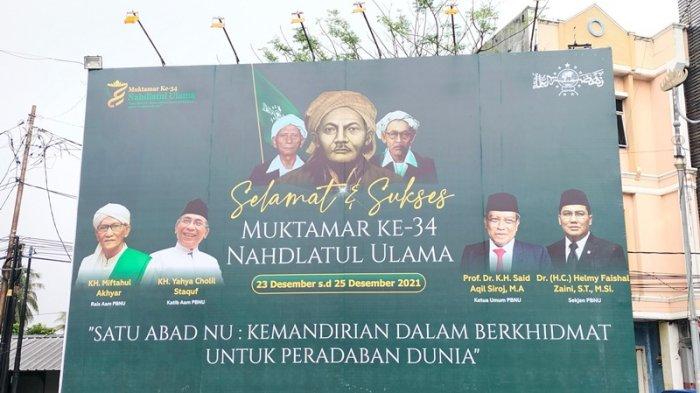 Muktamar Ke-34
Nahdlatul Ulama
Selamat & Sukses
MUKTAMAR KE-34
NAHDLATUL ULAMA
23 Desember s.d 25 Desember 2021
KH. Miftahul
Akhyar
Rais Aam PBNU
KH. Yahya Cholil
Staquf
Katib Aam PBNU
Prof. Dr. K.H. Said
Aqil Siroj, M.A
Ketua Umum PBNU
Dr. (H.C.) Helmy Faishal
Zaini, S.T., M.Si.
Sekjen PBNU
"SATU ABAD NU : KEMANDIRIAN DALAM BERKHIDMAT
UNTUK PERADABAN DUNIA"